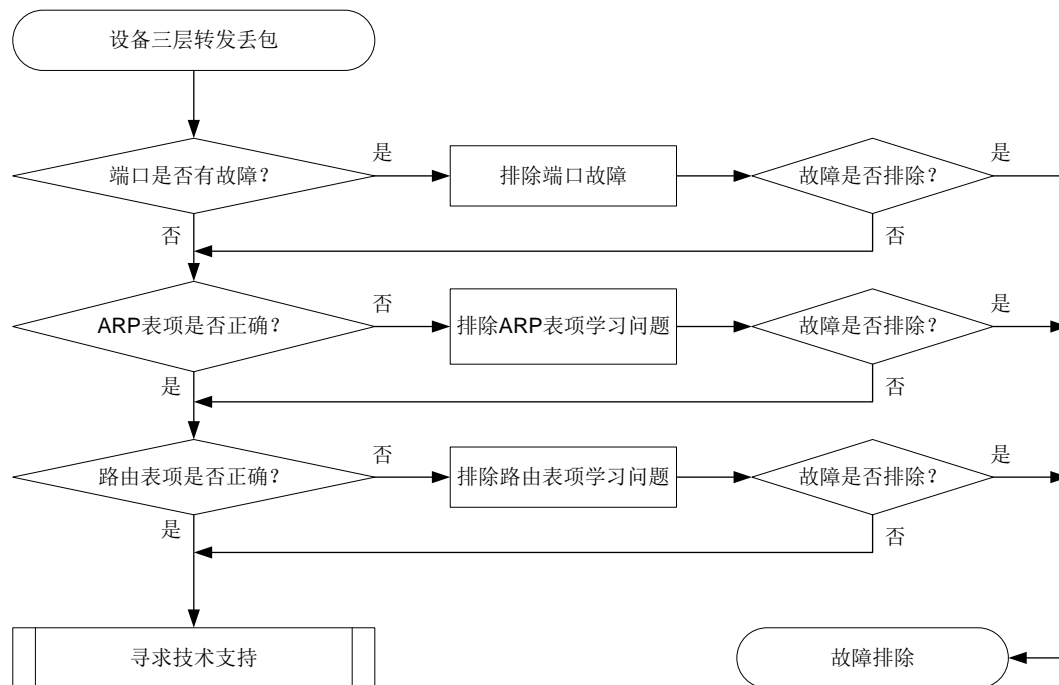 设备三层转发丢包
端口是否有故障?
是
排除端口故障
故障是否排除?
是
否
否
ARP表项是否正确?
否
排除ARP表项学习问题
故障是否排除?
是
是
否
路由表项是否正确?
否
排除路由表项学习问题
故障是否排除?
是
是
否
寻求技术支持
故障排除